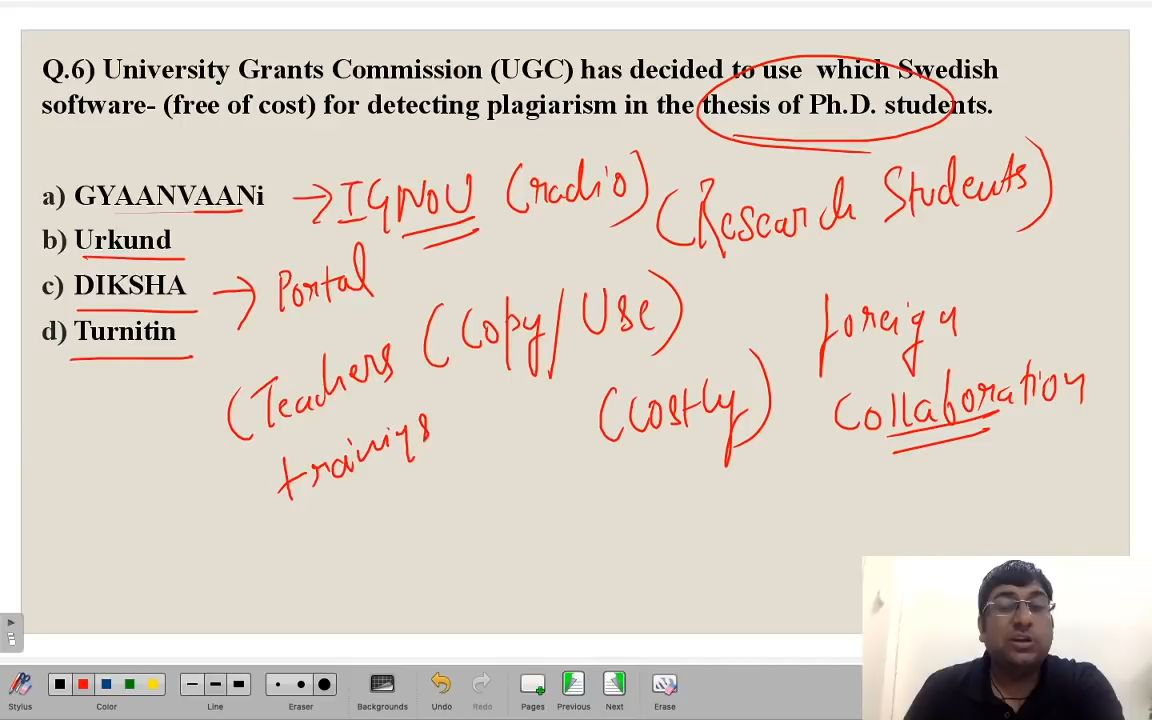 Q.6) University Grants Commission (UGC) has decided to use which Swedish
software- (free of cost) for detecting plagiarism in the thesis of Ph.D. students.
a) GYAANVAANi → IGNOU (radio) (Research Students)
b) Urkund
c) DIKSHA → Portal
d) Turnitin
(Teachers (Copy/Use) foreign
trainigs (costly) collaboration
Stylus
Color
Line
Eraser
Backgrounds
Undo
Redo
Pages
Previous
Next
Erase